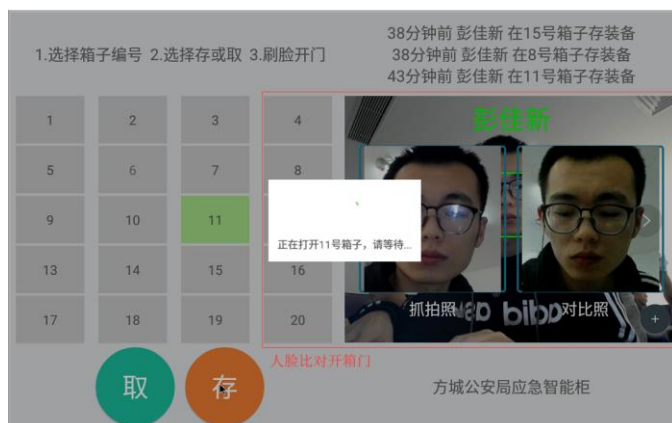 1.选择箱子编号 2.选择存或取 3.刷脸开门
38分钟前 彭佳新 在15号箱子存装备
38分钟前 彭佳新 在8号箱子存装备
43分钟前 彭佳新 在11号箱子存装备
1 2 3 4
5 6 7 8
9 10 11
13 14 15 16
17 18 19 20
彭佳新
正在打开11号箱子，请等待...
抓拍照
对比照
bibo
+
取
存
人脸比对开箱门
方城公安局应急智能柜